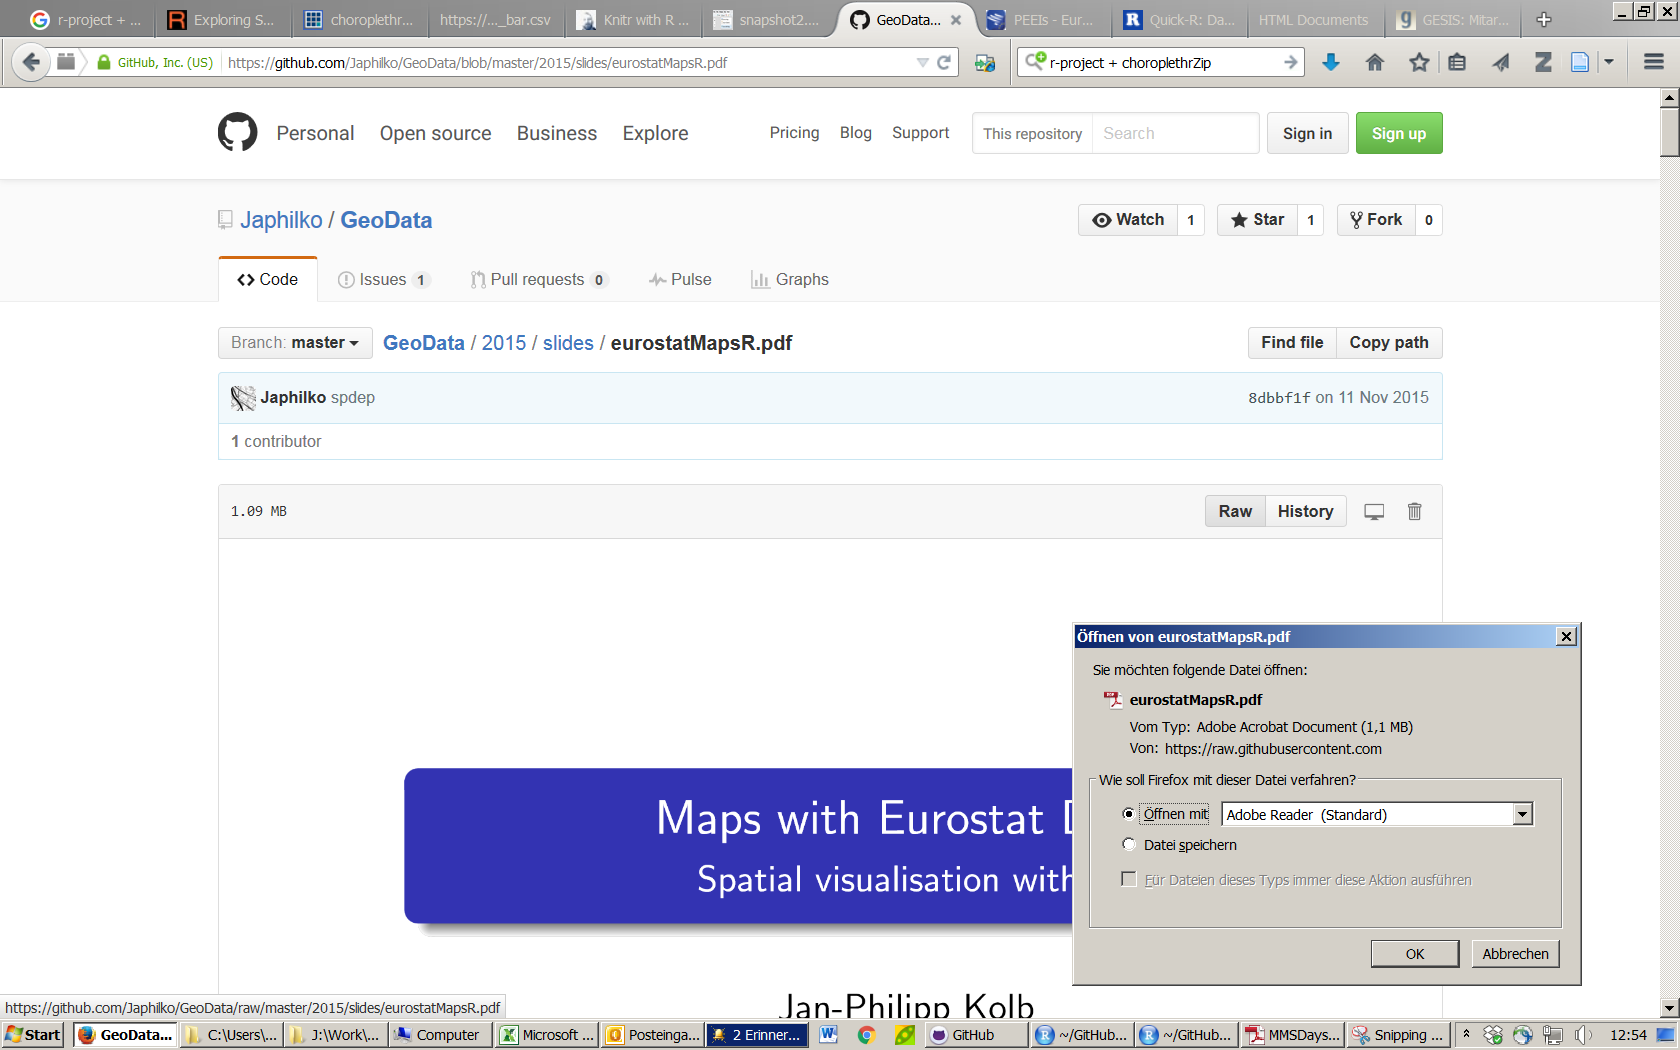 r-project + ...
Exploring S...
choroplethr...
https:/..._bar.csv
Knitr with R ...
snapshot2....
GeoData...
PEEIs - Eur...
Quick-R: Da...
HTML Documents
GESIS: Mitar...
GitHub, Inc. (US)
https://github.com/Japhilko/GeoData/blob/master/2015/slides/eurostatMapsR.pdf
r-project + choroplethrZip
Personal Open source Business Explore Pricing Blog Support This repository Search Sign in Sign up
Japhilko / GeoData
Watch 1 Star 1 Fork 0
Code Issues 1 Pull requests 0 Pulse Graphs
Branch: master GeoData / 2015 / slides / eurostatMapsR.pdf Find file Copy path
Japhilko spdep 8dbbf1f on 11 Nov 2015
1 contributor
1.09 MB Raw History
Maps with Eurostat D
Spatial visualisation with
Jan-Philipp Kolb
Öffnen von eurostatMapsR.pdf
Sie möchten folgende Datei öffnen:
eurostatMapsR.pdf
Vom Typ: Adobe Acrobat Document (1,1 MB)
Von: https://raw.githubusercontent.com
Wie soll Firefox mit dieser Datei verfahren?
Öffnen mit Adobe Reader (Standard)
Datei speichern
Für Dateien dieses Typs immer diese Aktion ausführen
OK Abbrechen
https://github.com/Japhilko/GeoData/raw/master/2015/slides/eurostatMapsR.pdf
Start GeoData... C:\Users\... J:\Work\... Computer Microsoft ... Posteinga... 2 Erinner... GitHub ~/GitHub... ~/GitHub... MMSDays... Snipping ... 12:54